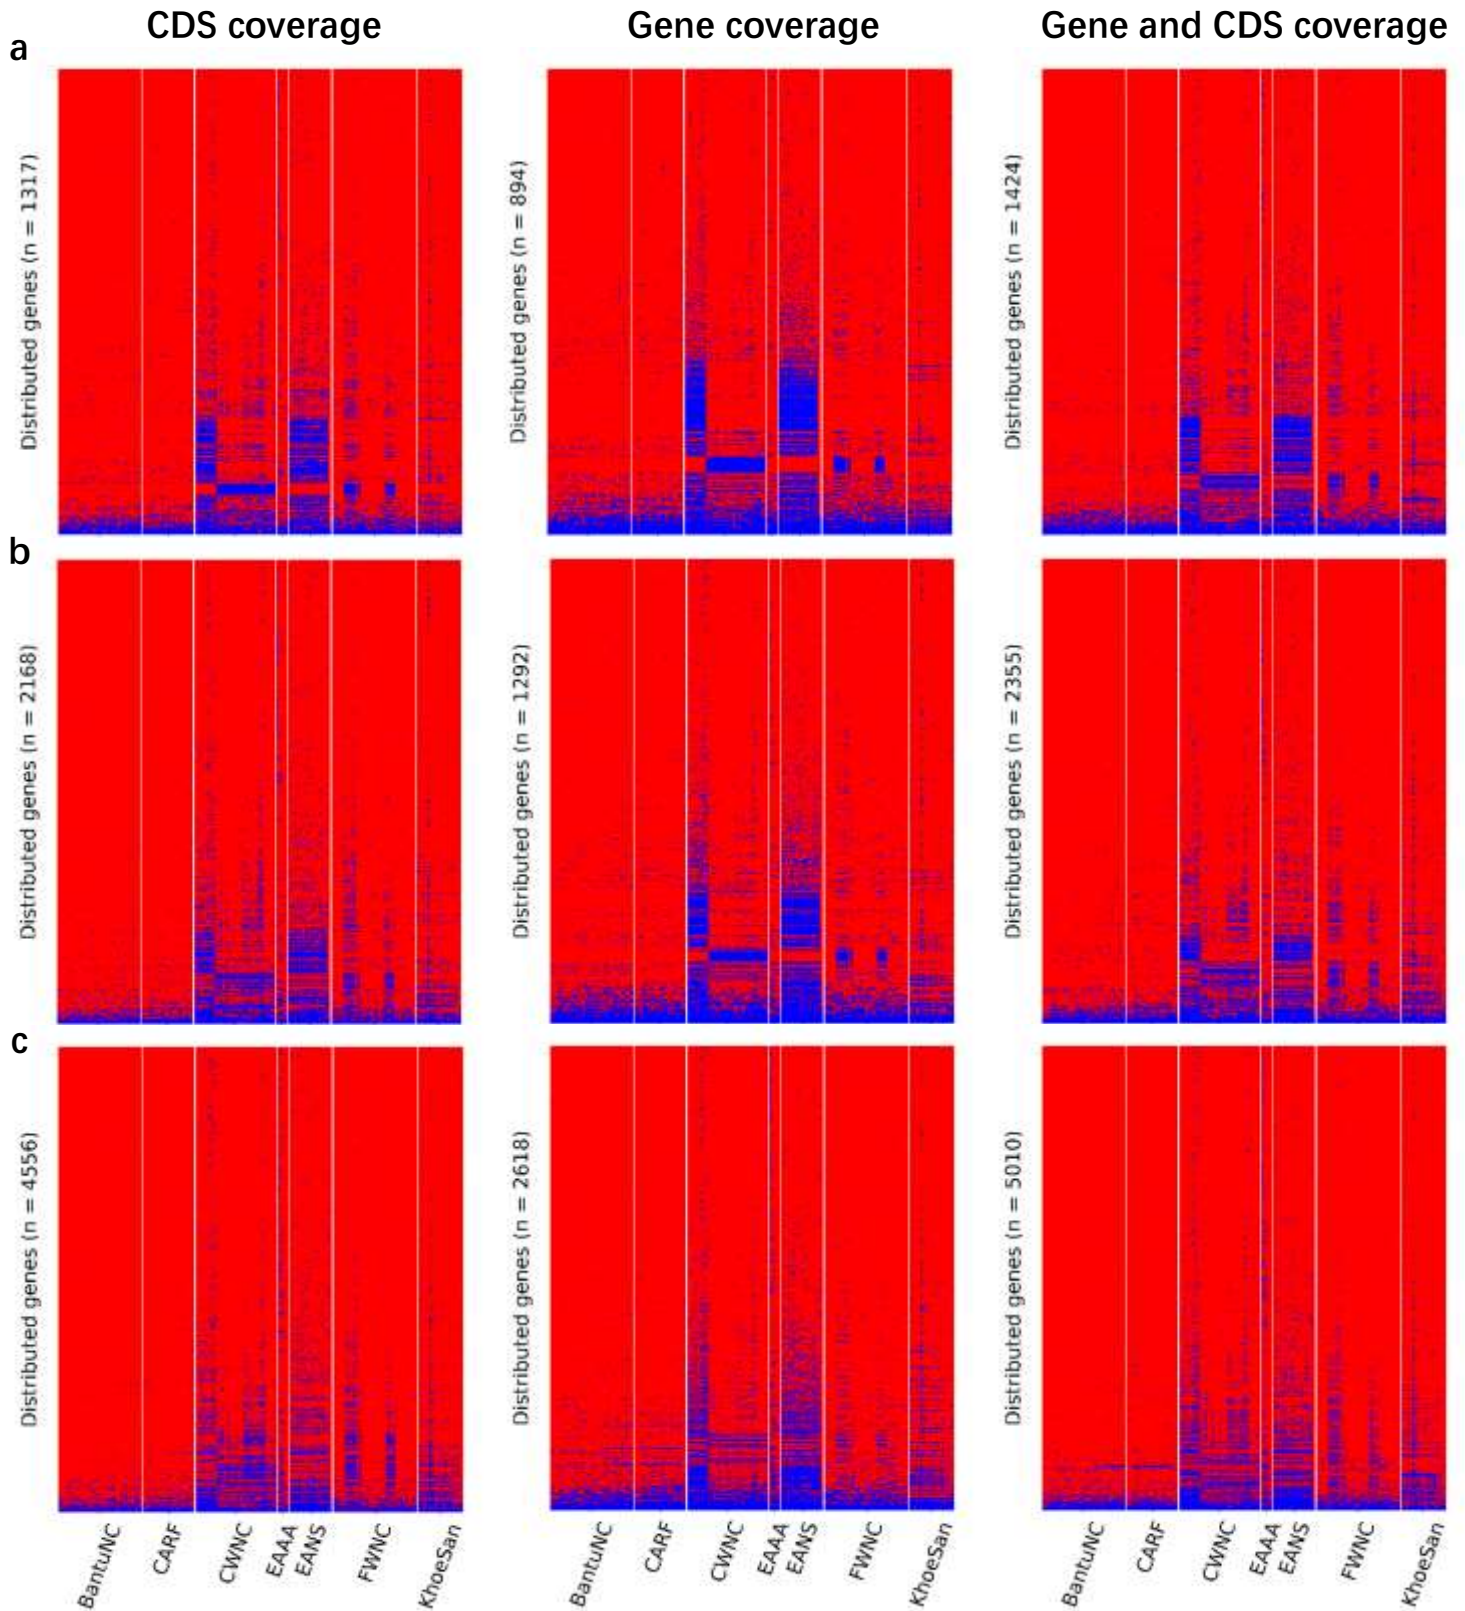 CDS coverage
Gene coverage
Gene and CDS coverage
a
Distributed genes (n = 1317)
Distributed genes (n = 894)
Distributed genes (n = 1424)
b
Distributed genes (n = 2168)
Distributed genes (n = 1292)
Distributed genes (n = 2355)
c
Distributed genes (n = 4556)
Distributed genes (n = 2618)
Distributed genes (n = 5010)
BantuNC CARF CWNC EAAA EANS FWNC KhoeSan
BantuNC CARF CWNC EAAA EANS FWNC KhoeSan
BantuNC CARF CWNC EAAA EANS FWNC KhoeSan